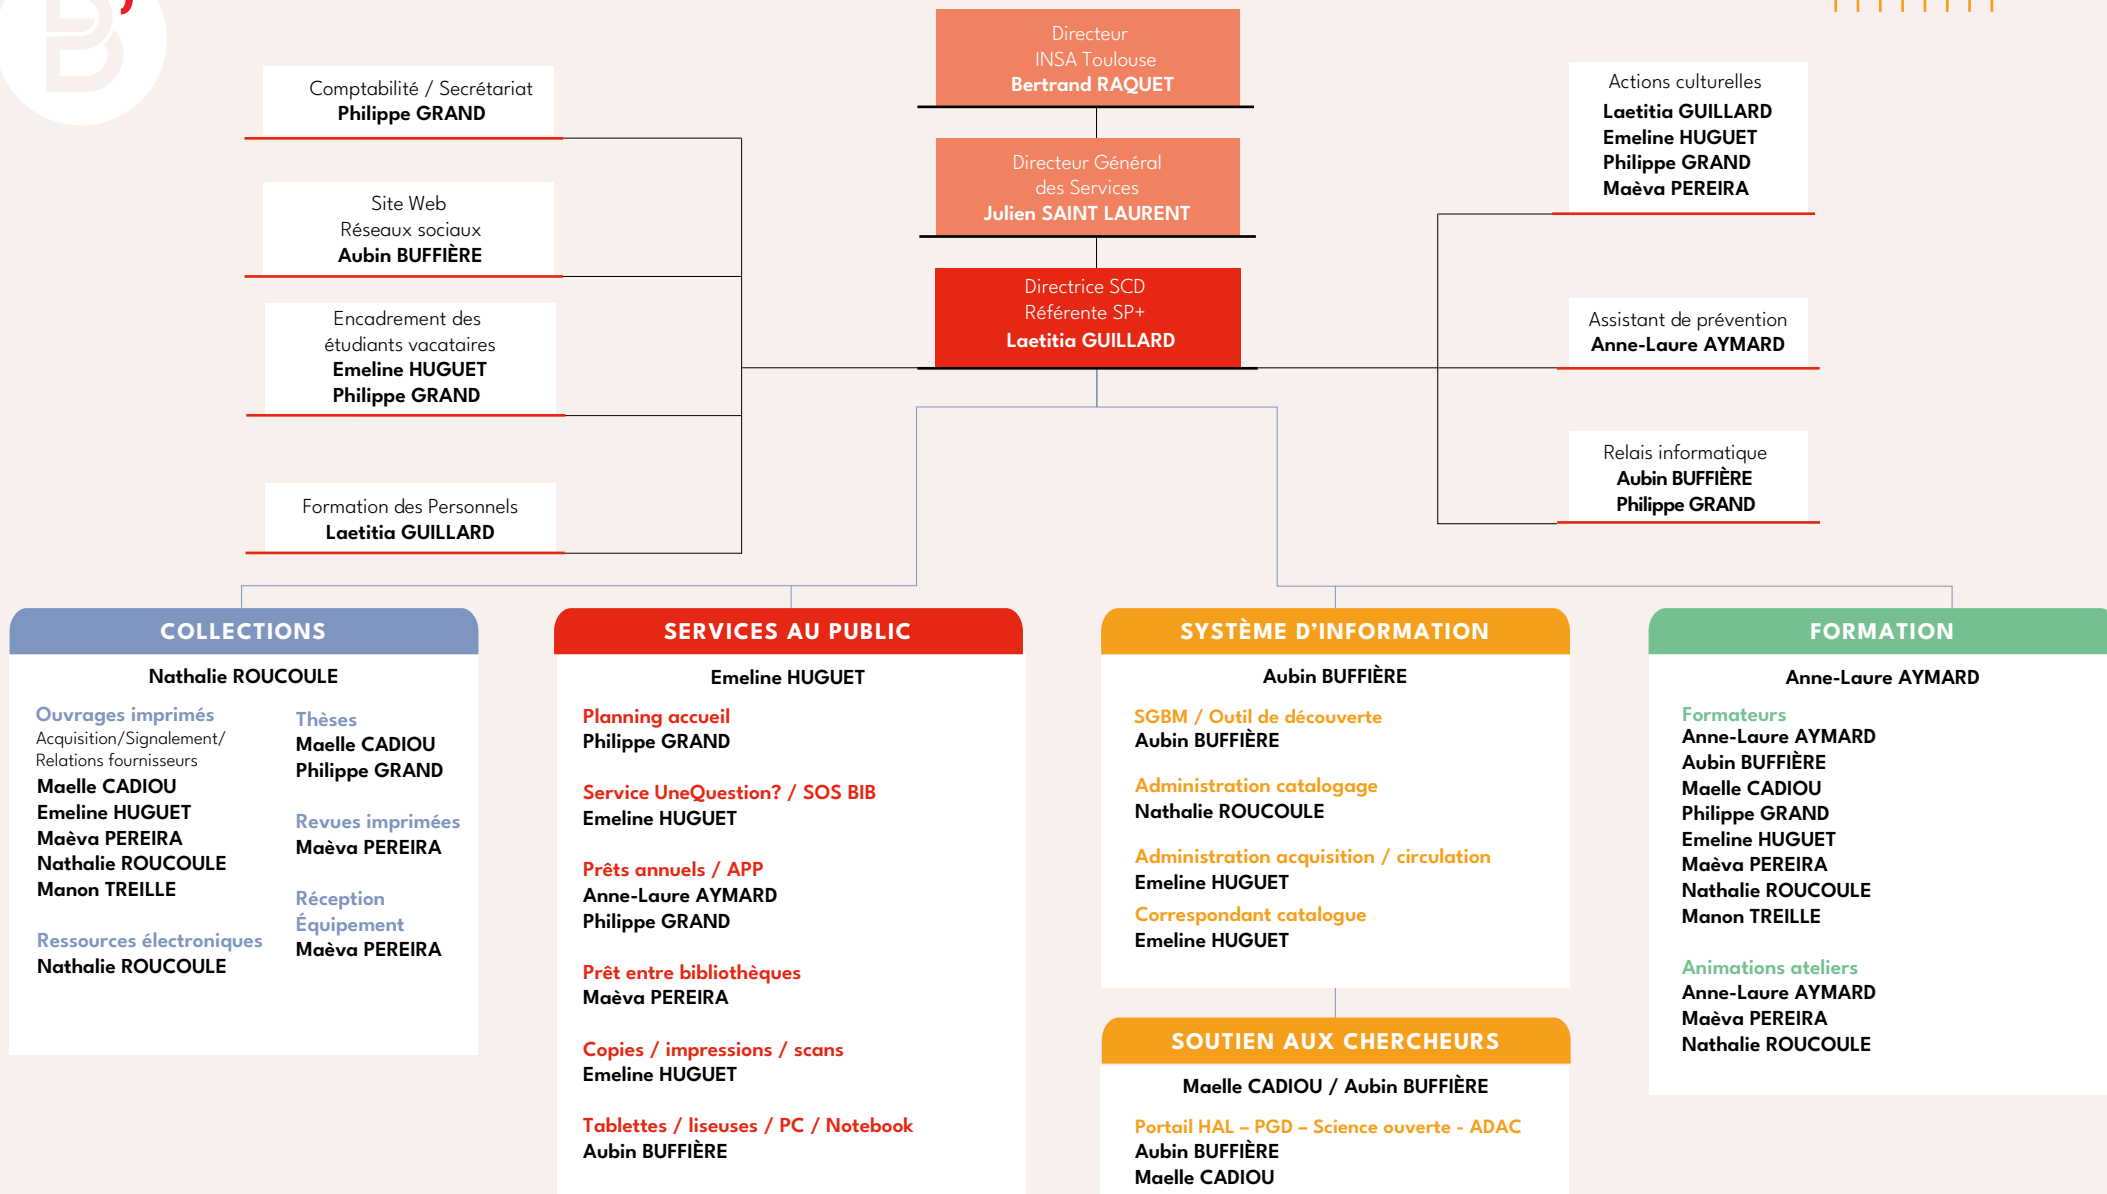 Directeur
INSA Toulouse
Bertrand RAQUET
Directeur Général
des Services
Julien SAINT LAURENT
Directrice SCD
Référente SP+
Laetitia GUILLARD
Comptabilité / Secrétariat
Philippe GRAND
Site Web
Réseaux sociaux
Aubin BUFFIÈRE
Encadrement des
étudiants vacataires
Emeline HUGUET
Philippe GRAND
Formation des Personnels
Laetitia GUILLARD
Actions culturelles
Laetitia GUILLARD
Emeline HUGUET
Philippe GRAND
Maèva PEREIRA
Assistant de prévention
Anne-Laure AYMARD
Relais informatique
Aubin BUFFIÈRE
Philippe GRAND
COLLECTIONS
Nathalie ROUCOULE
Ouvrages imprimés
Acquisition/Signalement/
Relations fournisseurs
Maelle CADIOU
Emeline HUGUET
Maèva PEREIRA
Nathalie ROUCOULE
Manon TREILLE
Ressources électroniques
Nathalie ROUCOULE
Thèses
Maelle CADIOU
Philippe GRAND
Revues imprimées
Maèva PEREIRA
Réception
Équipement
Maèva PEREIRA
SERVICES AU PUBLIC
Emeline HUGUET
Planning accueil
Philippe GRAND
Service UneQuestion? / SOS BIB
Emeline HUGUET
Prêts annuels / APP
Anne-Laure AYMARD
Philippe GRAND
Prêt entre bibliothèques
Maèva PEREIRA
Copies / impressions / scans
Emeline HUGUET
Tablettes / liseuses / PC / Notebook
Aubin BUFFIÈRE
SYSTÈME D'INFORMATION
Aubin BUFFIÈRE
SGBM / Outil de découverte
Aubin BUFFIÈRE
Administration catalogage
Nathalie ROUCOULE
Administration acquisition / circulation
Emeline HUGUET
Correspondant catalogue
Emeline HUGUET
SOUTIEN AUX CHERCHEURS
Maelle CADIOU / Aubin BUFFIÈRE
Portail HAL – PGD – Science ouverte - ADAC
Aubin BUFFIÈRE
Maelle CADIOU
FORMATION
Anne-Laure AYMARD
Formateurs
Anne-Laure AYMARD
Aubin BUFFIÈRE
Maelle CADIOU
Philippe GRAND
Emeline HUGUET
Maèva PEREIRA
Nathalie ROUCOULE
Manon TREILLE
Animations ateliers
Anne-Laure AYMARD
Maèva PEREIRA
Nathalie ROUCOULE